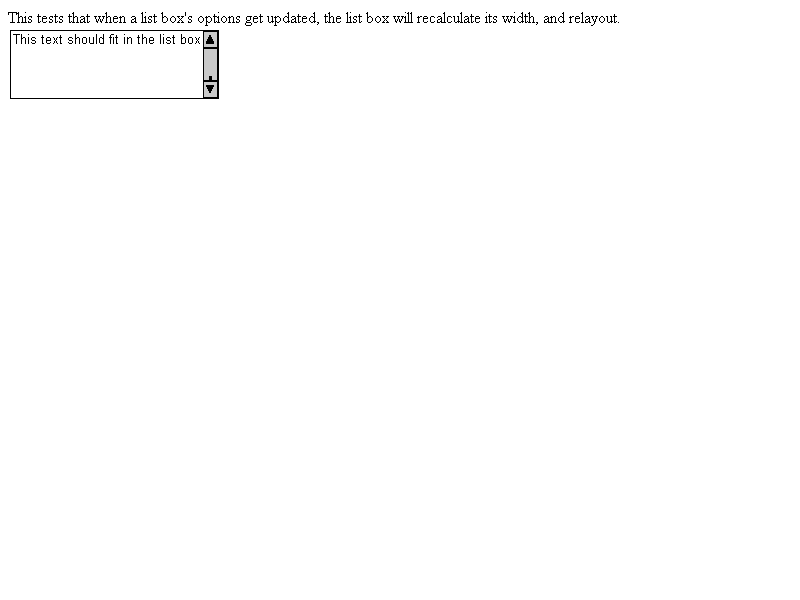 This tests that when a list box's options get updated, the list box will recalculate its width, and relayout.
This text should fit in the list box